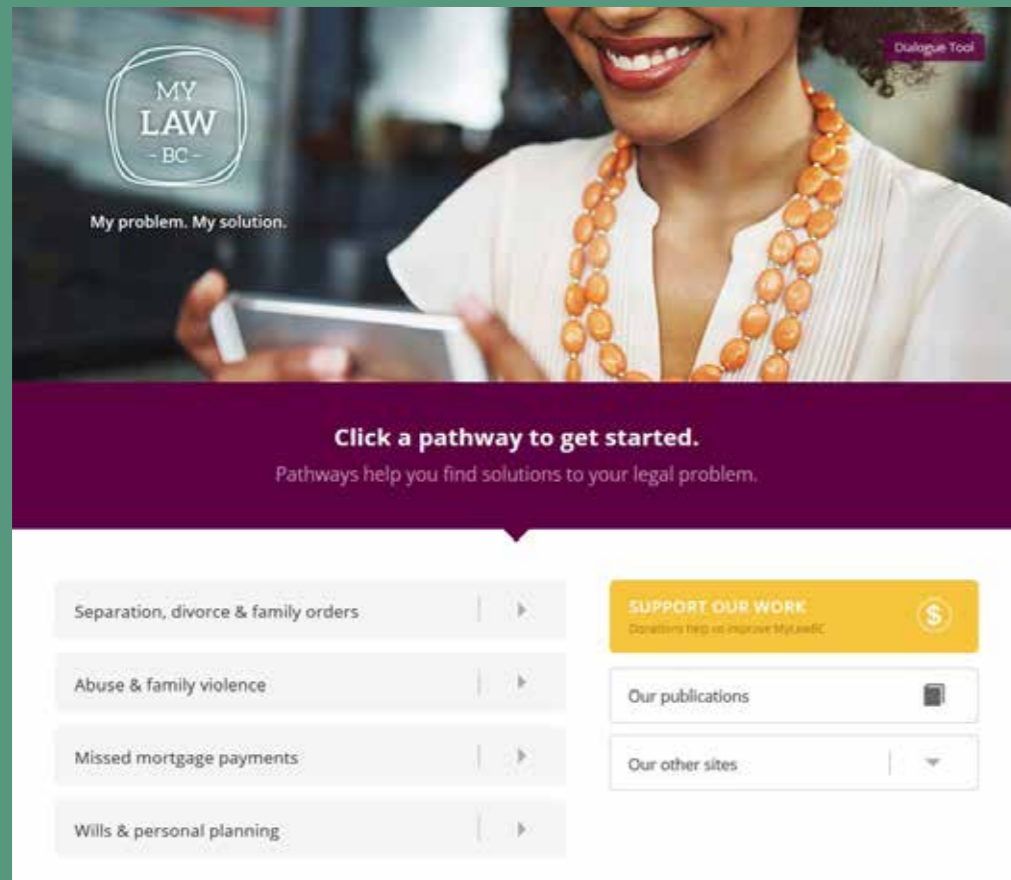 Dialogue Tool
MY
LAW
- BC -
My problem. My solution.
Click a pathway to get started.
Pathways help you find solutions to your legal problem.
Separation, divorce & family orders
Abuse & family violence
Missed mortgage payments
Wills & personal planning
SUPPORT OUR WORK
$
Donations help us improve MyLawBC
Our publications
Our other sites